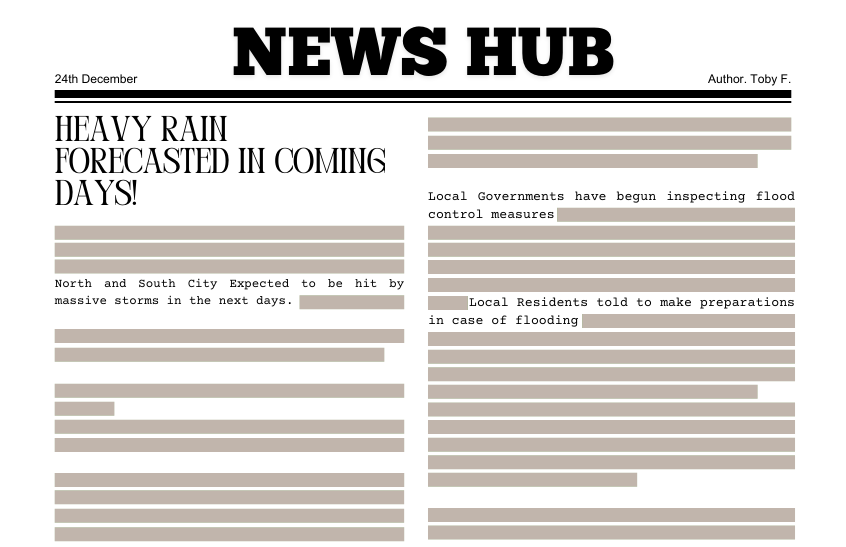 NEWS HUB
24th December
Author. Toby F.
HEAVY RAIN
FORECASTED IN COMING
DAYS!
North and South City Expected to be hit by
massive storms in the next days.
Local Governments have begun inspecting flood
control measures
Local Residents told to make preparations
in case of flooding